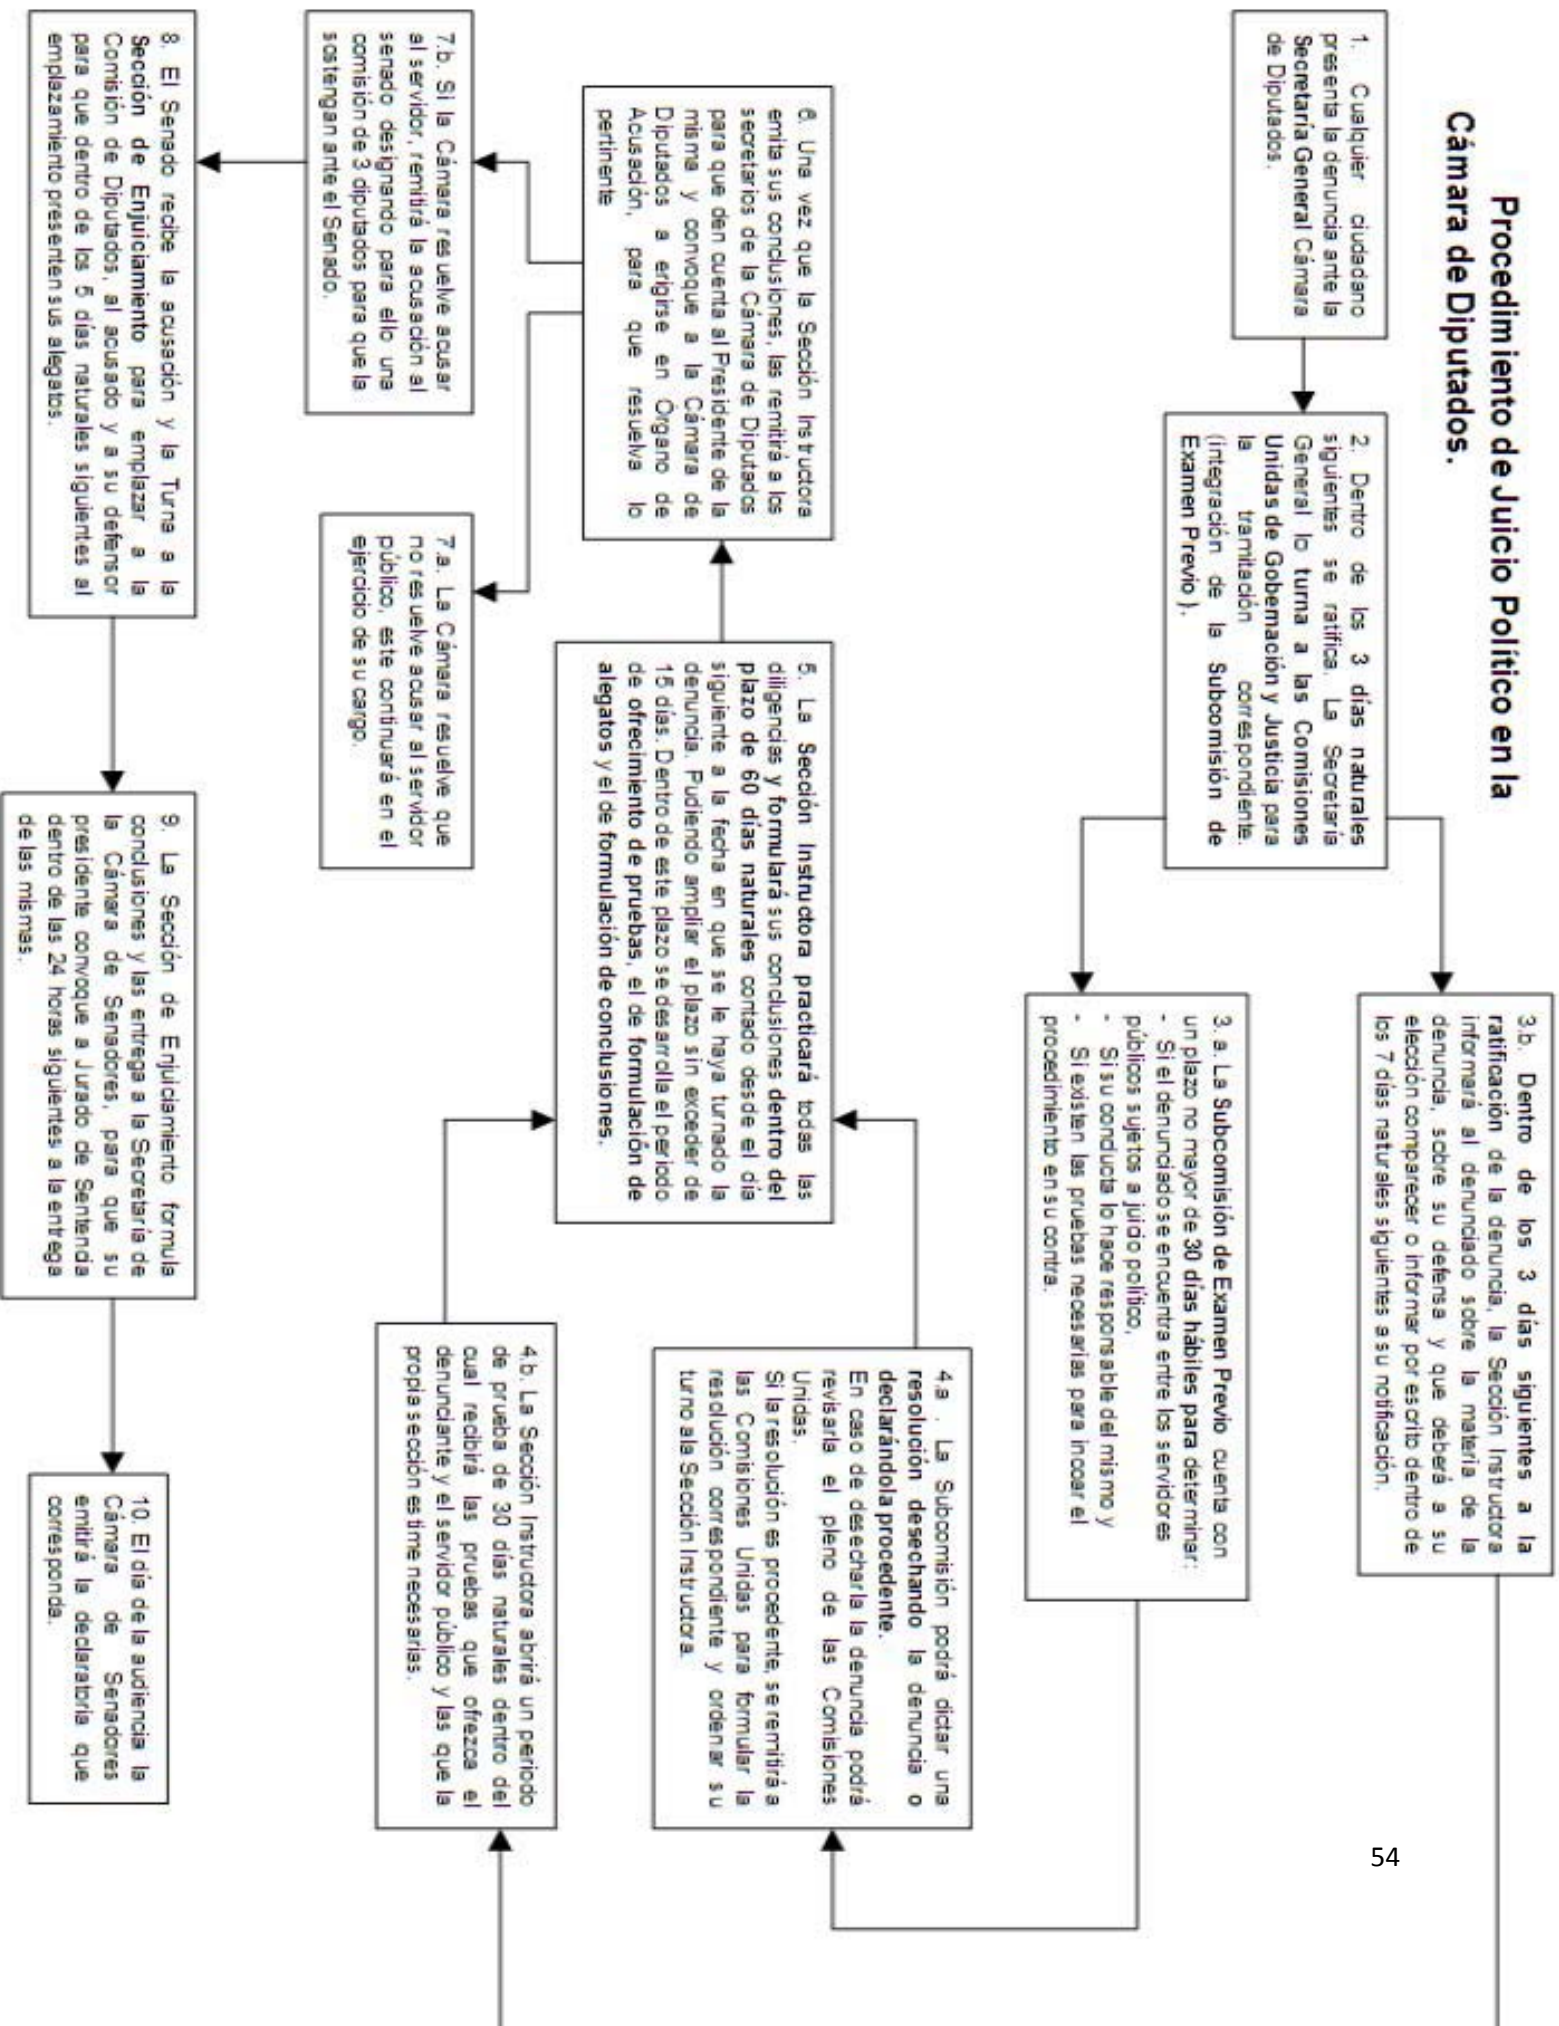 Procedimiento de Juicio Político en la
Cámara de Diputados.
1. Cualquier ciudadano
presenta la denuncia ante la
Secretaría General Cámara
de Diputados.
2. Dentro de los 3 días naturales
siguientes se ratifica. La Secretaría
General lo turna a las Comisiones
Unidas de Gobernación y Justicia para
la tramitación correspondiente.
(integración de la Subcomisión de
Examen Previo ).
3.b. Dentro de los 3 días siguientes a la
ratificación de la denuncia, la Sección Instructora
informará al denunciado sobre la materia de la
denuncia, sobre su defensa y que deberá a su
elección comparecer o informar por escrito dentro de
los 7 días naturales siguientes a su notificación.
3. a. La Subcomisión de Examen Previo cuenta con
un plazo no mayor de 30 días hábiles para determinar:
- Si el denunciado se encuentra entre los servidores
públicos sujetos a juicio político,
- Si su conducta lo hace responsable del mismo y
- Si existen las pruebas necesarias para incoar el
procedimiento en su contra.
4.a . La Subcomisión podrá dictar una
resolución desechando la denuncia o
declarándola procedente.
En caso de desecharla la denuncia podrá
revisarla el pleno de las Comisiones
Unidas.
Si la resolución es procedente, se remitirá a
las Comisiones Unidas para formular la
resolución correspondiente y ordenar su
turno a la Sección Instructora.
4.b. La Sección Instructora abrirá un periodo
de prueba de 30 días naturales dentro del
cual recibirá las pruebas que ofrezca el
denunciante y el servidor público y las que la
propia sección estime necesarias.
5. La Sección Instructora practicará todas las
diligencias y formulará sus conclusiones dentro del
plazo de 60 días naturales contado desde el día
siguiente a la fecha en que se le haya turnado la
denuncia. Pudiendo ampliar el plazo sin exceder de
15 días. Dentro de este plazo se desarrolla el periodo
de ofrecimiento de pruebas, el de formulación de
alegatos y el de formulación de conclusiones.
6. Una vez que la Sección Instructora
emita sus conclusiones, las remitirá a los
secretarios de la Cámara de Diputados
para que den cuenta al Presidente de la
misma y convoque a la Cámara de
Diputados a erigirse en Órgano de
Acusación, para que resuelva lo
pertinente
7.a. La Cámara resuelve que
no resuelve acusar al servidor
público, este continuará en el
ejercicio de su cargo.
7.b. Si la Cámara resuelve acusar
al servidor, remitirá la acusación al
senado designando para ello una
comisión de 3 diputados para que la
sostengan ante el Senado.
8. El Senado recibe la acusación y la Turna a la
Sección de Enjuiciamiento para emplazar a la
Comisión de Diputados, al acusado y a su defensor
para que dentro de los 5 días naturales siguientes al
emplazamiento presenten sus alegatos.
9. La Sección de Enjuiciamiento formula
conclusiones y las entrega a la Secretaría de
la Cámara de Senadores, para que su
presidente convoque a Jurado de Sentencia
dentro de las 24 horas siguientes a la entrega
de las mismas.
10. El día de la audiencia la
Cámara de Senadores
emitirá la declaratoria que
corresponda.
54